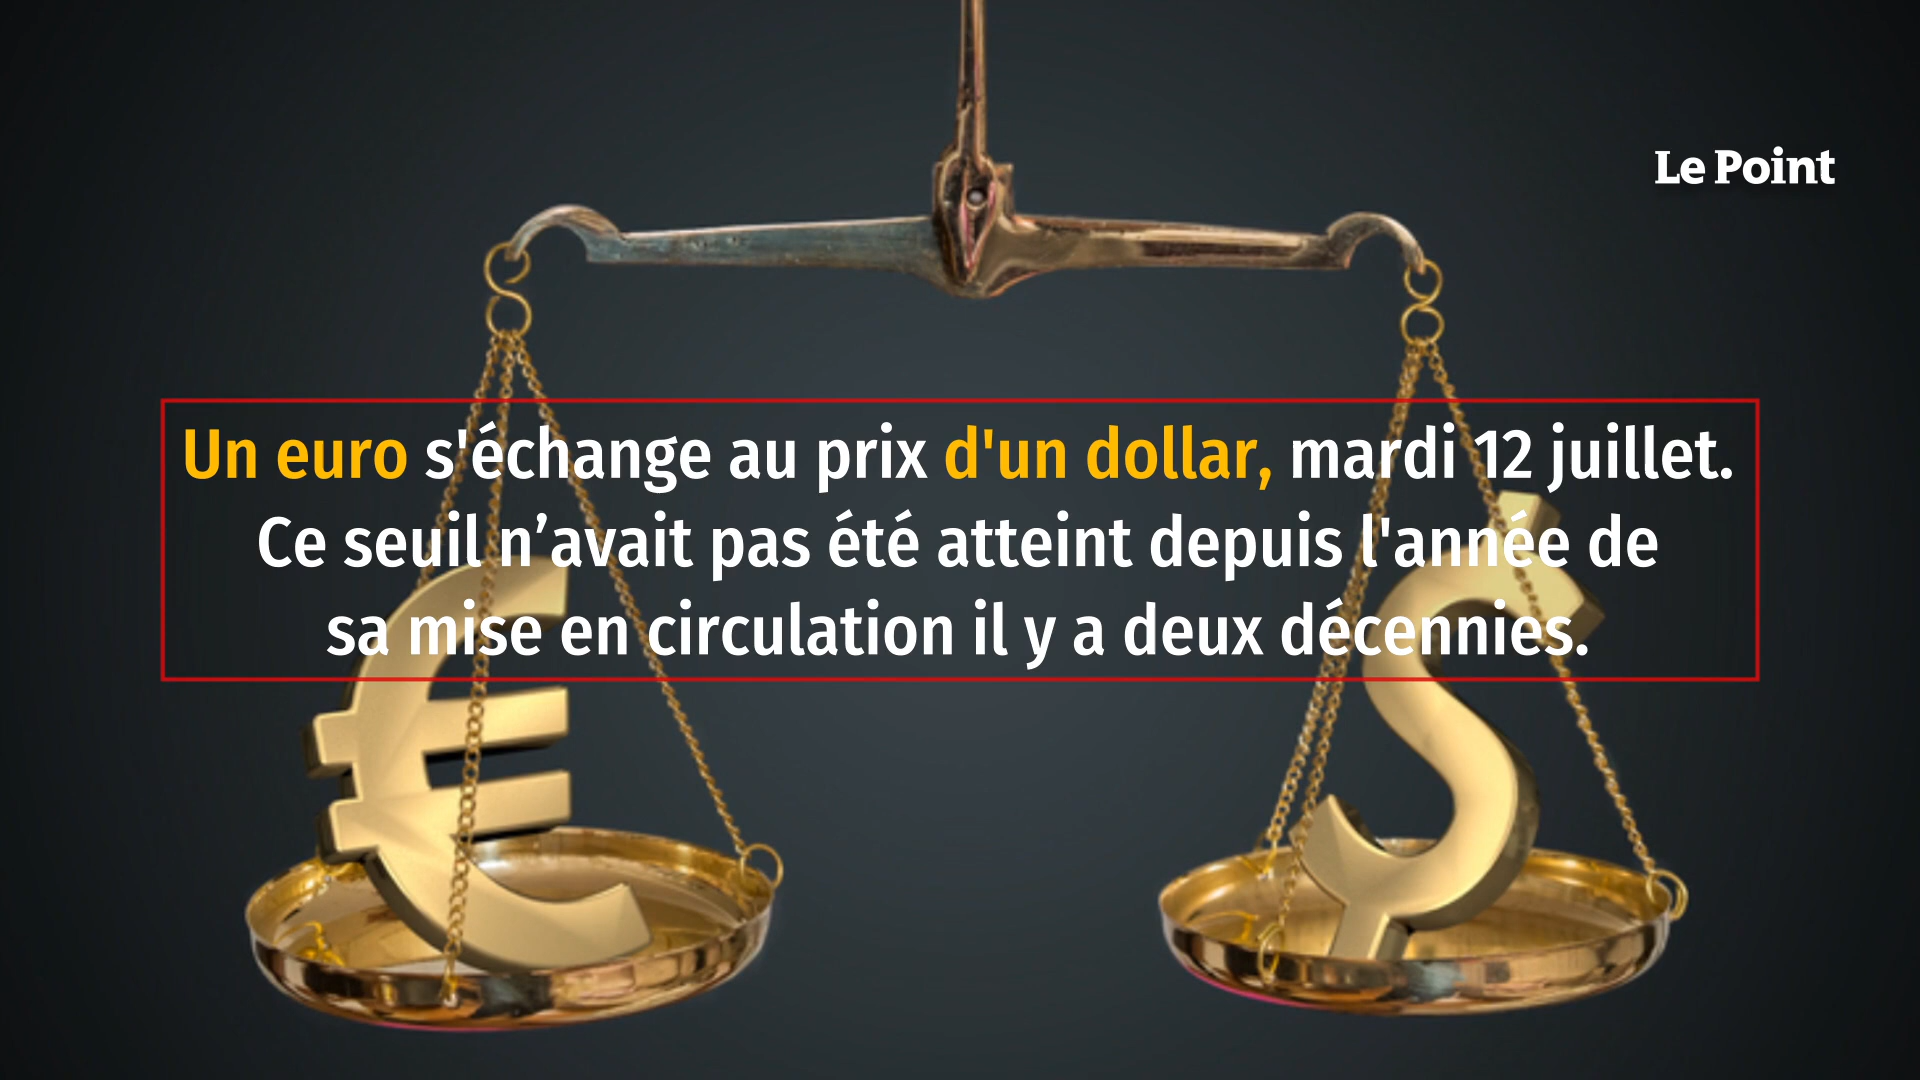 Le Point
Un euro s'échange au prix d'un dollar, mardi 12 juillet.
Ce seuil n’avait pas été atteint depuis l'année de
sa mise en circulation il y a deux décennies.